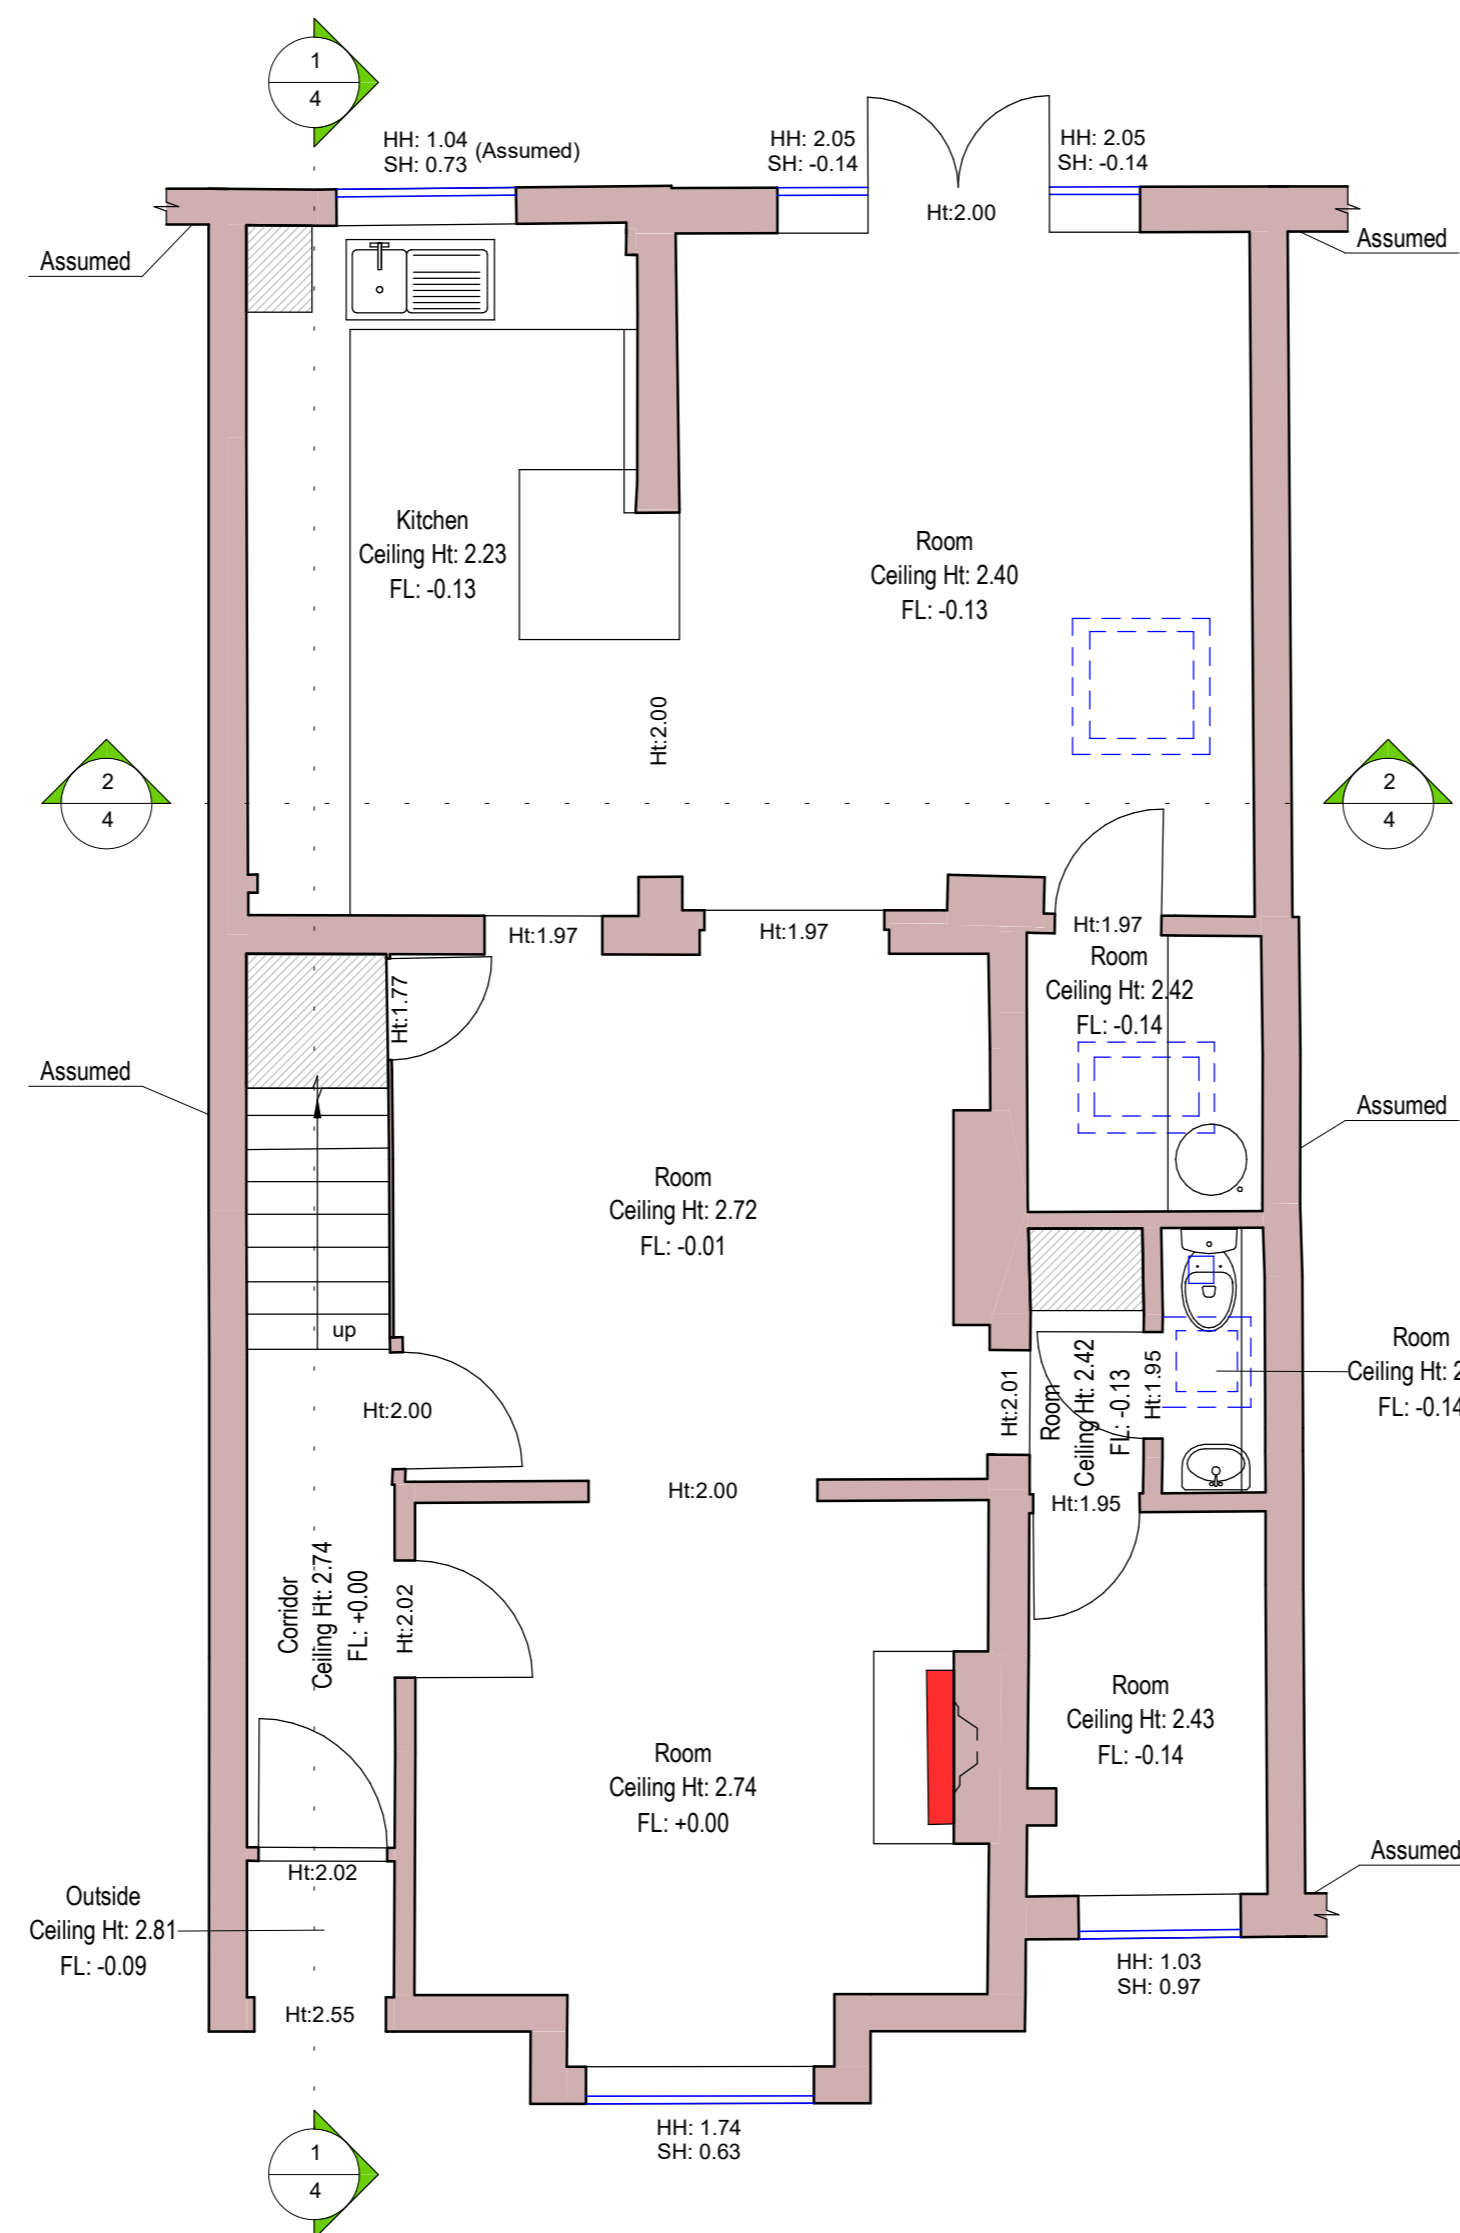 1
4
HH: 1.04
SH: 0.73
(Assumed)
HH: 2.05
SH: -0.14
HH: 2.05
SH: -0.14
Ht:2.00
Assumed
Assumed
Kitchen
Ceiling Ht: 2.23
FL: -0.13
Room
Ceiling Ht: 2.40
FL: -0.13
Ht:2.00
2
4
2
4
Ht:1.97
Ht:1.97
Ht:1.97
Room
Ceiling Ht: 2.42
FL: -0.14
Ht:1.77
Assumed
Assumed
Room
Ceiling Ht: 2.72
FL: -0.01
up
Ht:2.00
Ht:2.01
Room
Ceiling Ht: 2.42
FL: -0.13
Ht:1.95
Room
Ceiling Ht: 2
FL: -0.14
Ht:2.00
Ht:1.95
Corridor
Ceiling Ht: 2.74
FL: +0.00
Ht:2.02
Room
Ceiling Ht: 2.74
FL: +0.00
Room
Ceiling Ht: 2.43
FL: -0.14
Assumed
Ht:2.02
Outside
Ceiling Ht: 2.81
FL: -0.09
Ht:2.55
HH: 1.03
SH: 0.97
HH: 1.74
SH: 0.63
1
4